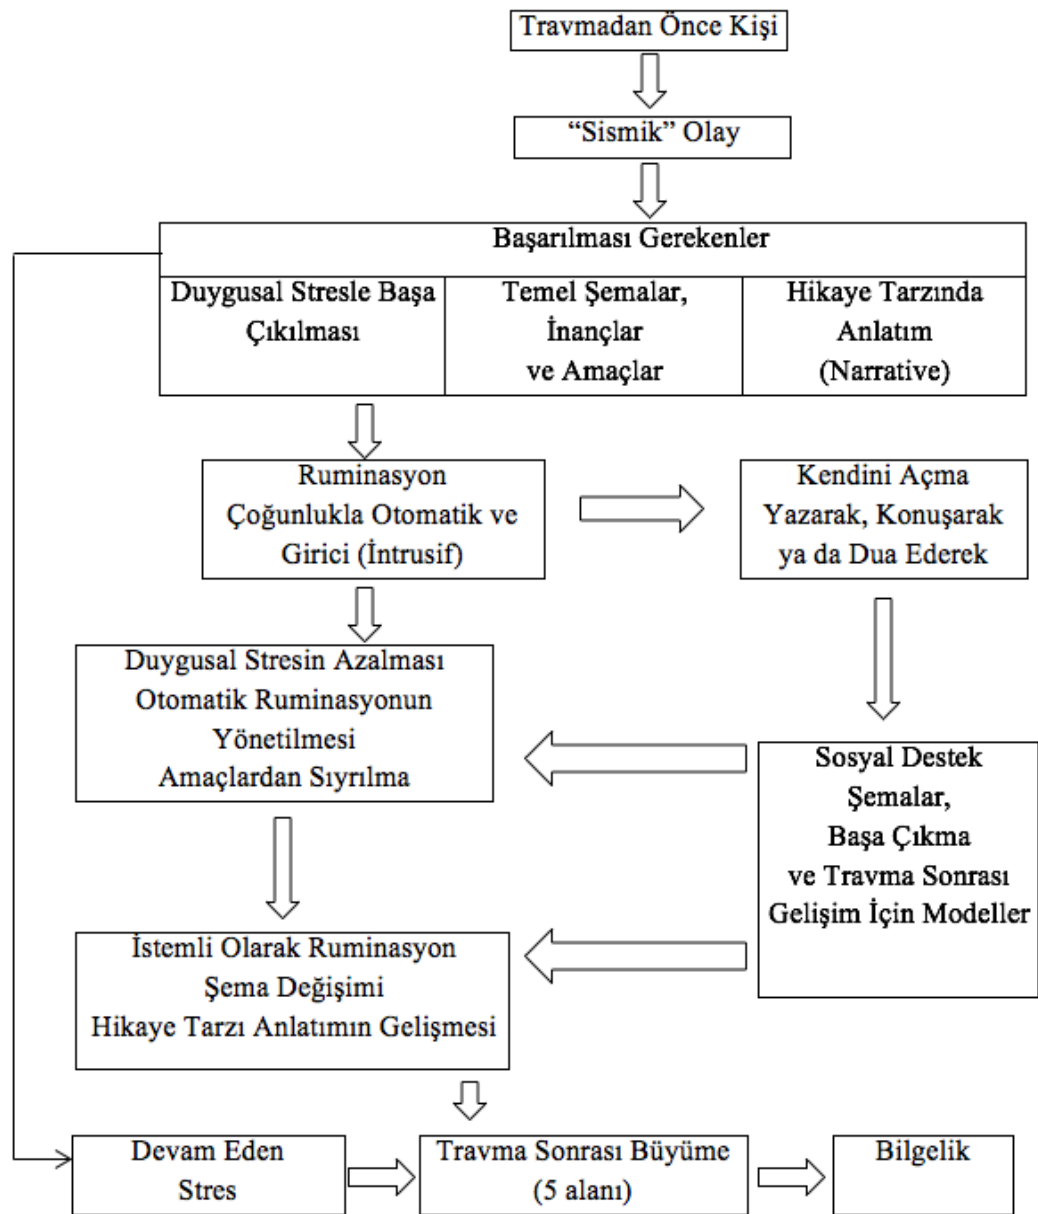 Travmadan Önce Kişi
“Sismik” Olay
Başarılması Gerekenler
Duygusal Stresle Başa
Çıkılması
Temel Şemalar,
İnançlar
ve Amaçlar
Hikaye Tarzında
Anlatım
(Narrative)
Ruminasyon
Çoğunlukla Otomatik ve
Girici (İntrusif)
Kendini Açma
Yazarak, Konuşarak
ya da Dua Ederek
Duygusal Stresin Azalması
Otomatik Ruminasyonun
Yönetilmesi
Amaçlardan Sıyrılma
Sosyal Destek
Şemalar,
Başa Çıkma
ve Travma Sonrası
Gelişim İçin Modeller
İstemli Olarak Ruminasyon
Şema Değişimi
Hikaye Tarzı Anlatımın Gelişmesi
Devam Eden
Stres
Travma Sonrası Büyüme
(5 alanı)
Bilgelik